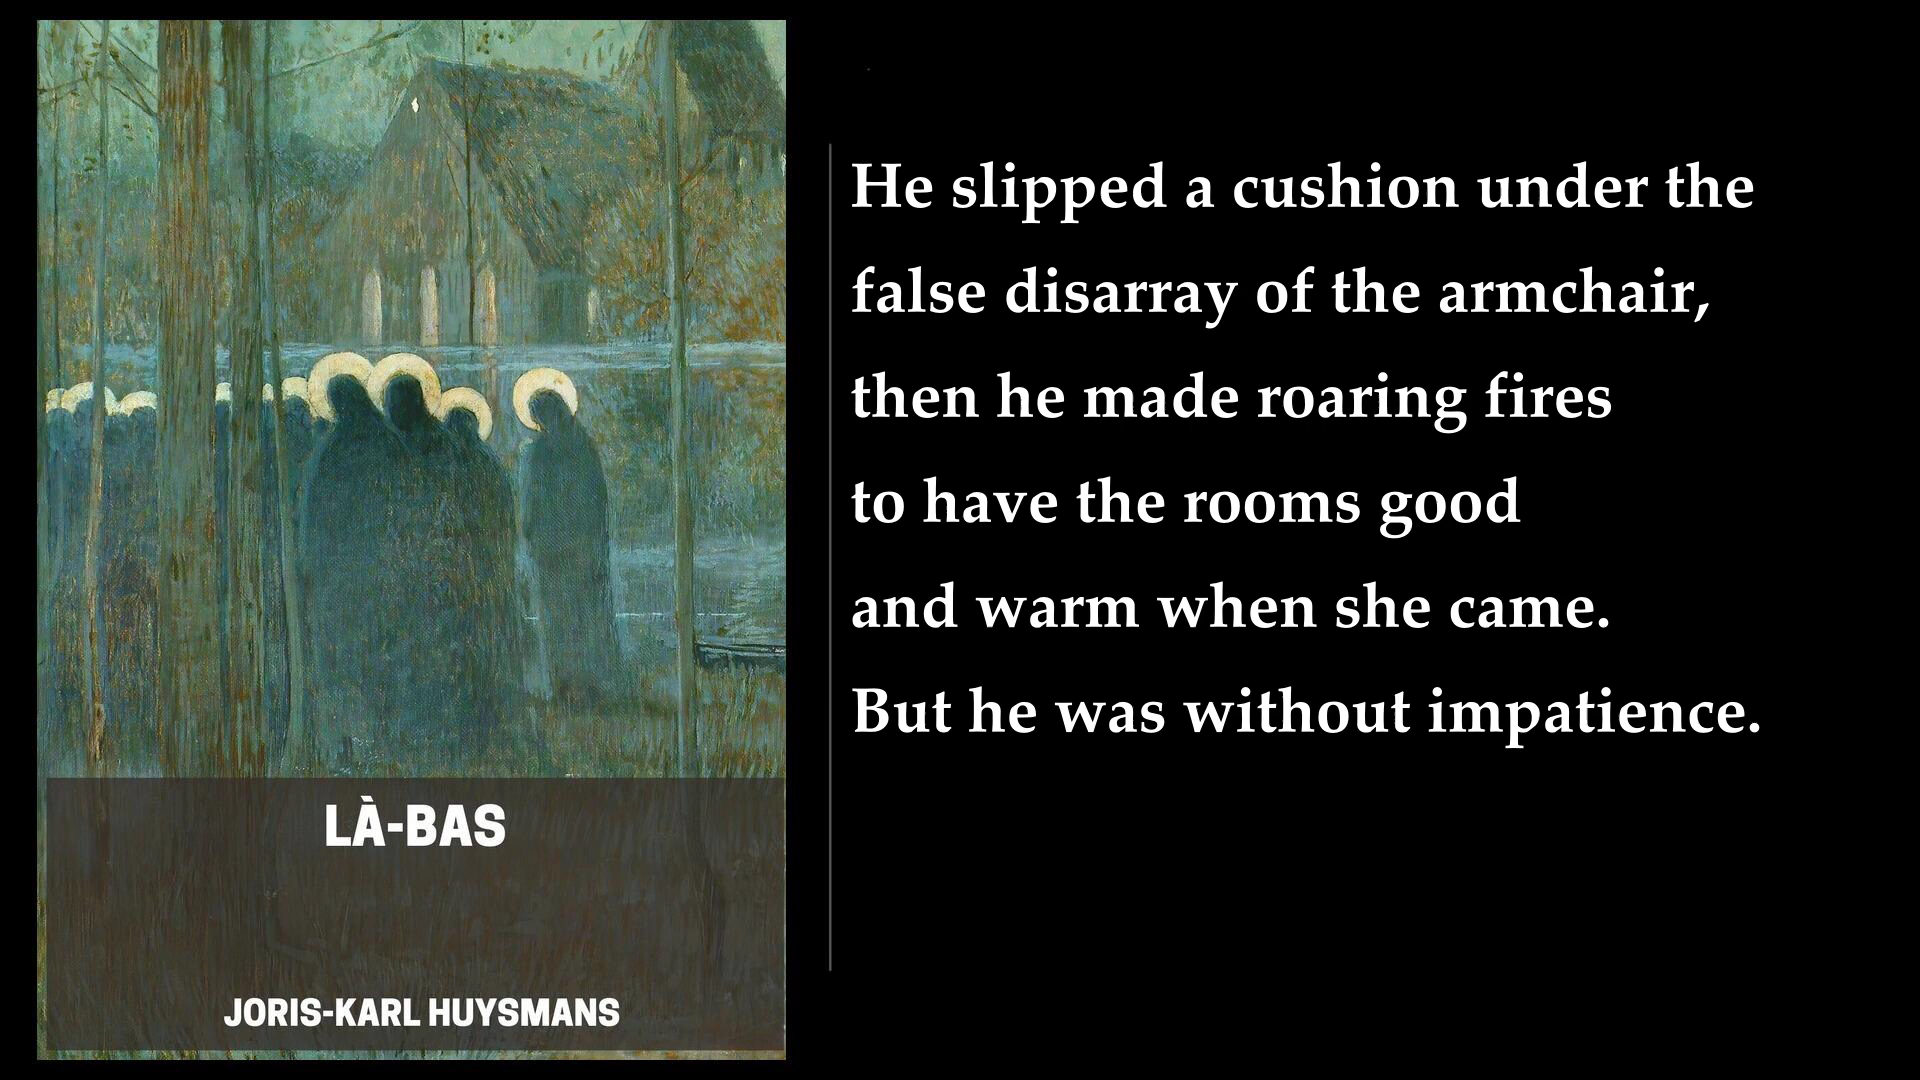 LÀ-BAS
JORIS-KARL HUYSMANS
He slipped a cushion under the
false disarray of the armchair,
then he made roaring fires
to have the rooms good
and warm when she came.
But he was without impatience.